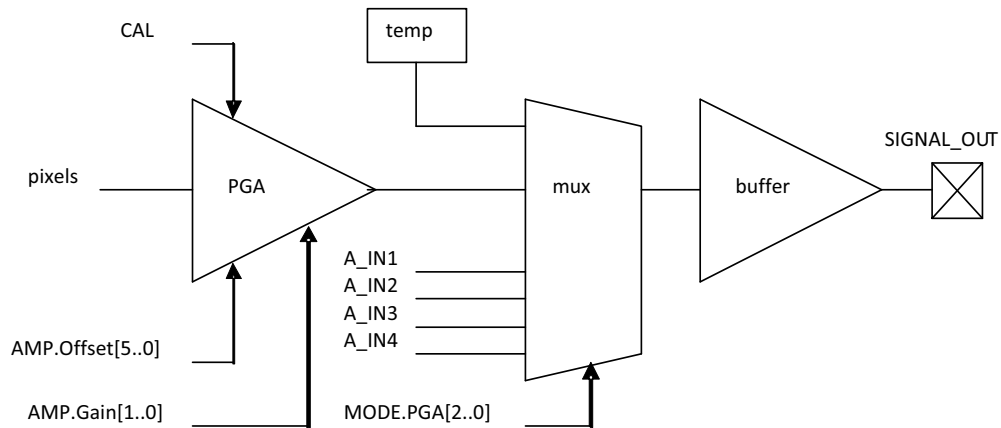 CAL
temp
SIGNAL_OUT
pixels
PGA
mux
buffer
A_IN1
A_IN2
A_IN3
A_IN4
AMP.Offset[5..0]
AMP.Gain[1..0]
MODE.PGA[2..0]